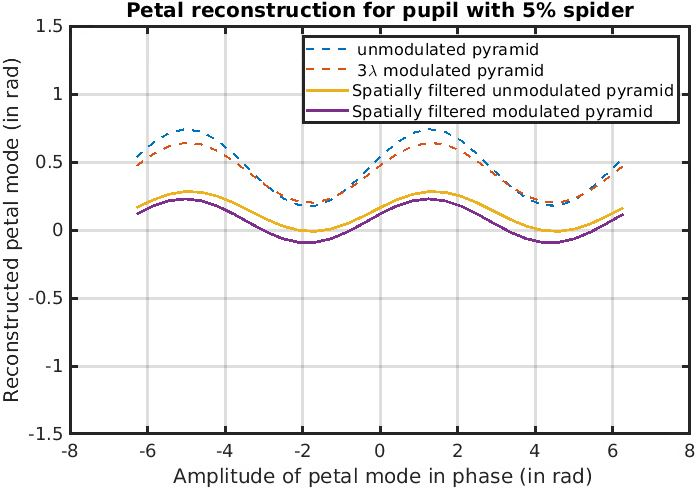 Petal reconstruction for pupil with 5% spider
unmodulated pyramid
3λ modulated pyramid
Spatially filtered unmodulated pyramid
Spatially filtered modulated pyramid
Reconstructed petal mode (in rad)
1.5
1
0.5
0
-0.5
-1
-1.5
-8 -6 -4 -2 0 2 4 6 8
Amplitude of petal mode in phase (in rad)